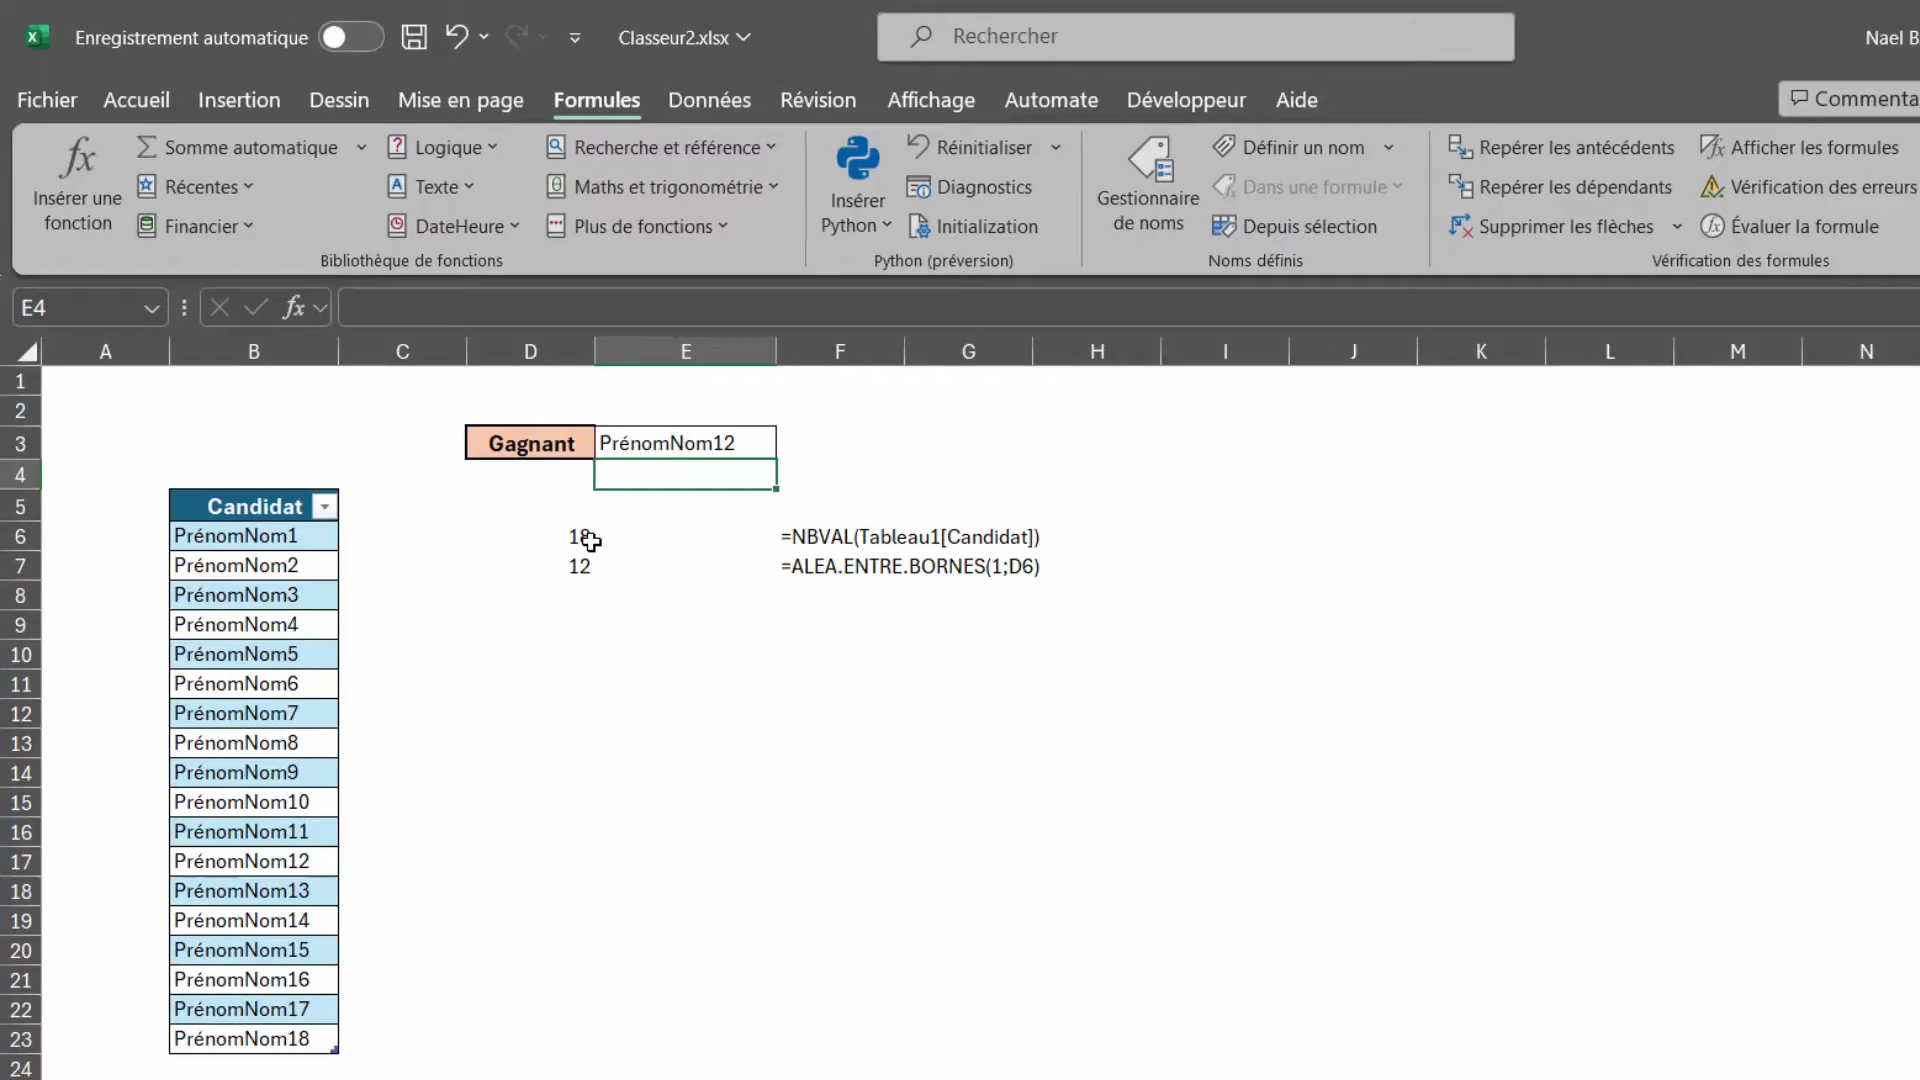 Enregistrement automatique
Classeur2.xlsx
Rechercher
Nael B
Fichier Accueil Insertion Dessin Mise en page Formules Données Révision Affichage Automate Développeur Aide
Commenta
Insérer une fonction
Somme automatique
Récentes
Financier
Logique
Texte
DateHeure
Recherche et référence
Maths et trigonométrie
Plus de fonctions
Bibliothèque de fonctions
Insérer Python
Réinitialiser
Diagnostics
Initialization
Python (préversion)
Gestionnaire de noms
Définir un nom
Dans une formule
Depuis sélection
Noms définis
Repérer les antécédents
Repérer les dépendants
Supprimer les flèches
Afficher les formules
Vérification des erreurs
Évaluer la formule
Vérification des formules
E4
fx
A B C D E F G H I J K L M N
1
2
3 Gagnant PrénomNom12
4
5 Candidat
6 PrénomNom1 18 =NBVAL(Tableau1[Candidat])
7 PrénomNom2 12 =ALEA.ENTRE.BORNES(1;D6)
8 PrénomNom3
9 PrénomNom4
10 PrénomNom5
11 PrénomNom6
12 PrénomNom7
13 PrénomNom8
14 PrénomNom9
15 PrénomNom10
16 PrénomNom11
17 PrénomNom12
18 PrénomNom13
19 PrénomNom14
20 PrénomNom15
21 PrénomNom16
22 PrénomNom17
23 PrénomNom18
24